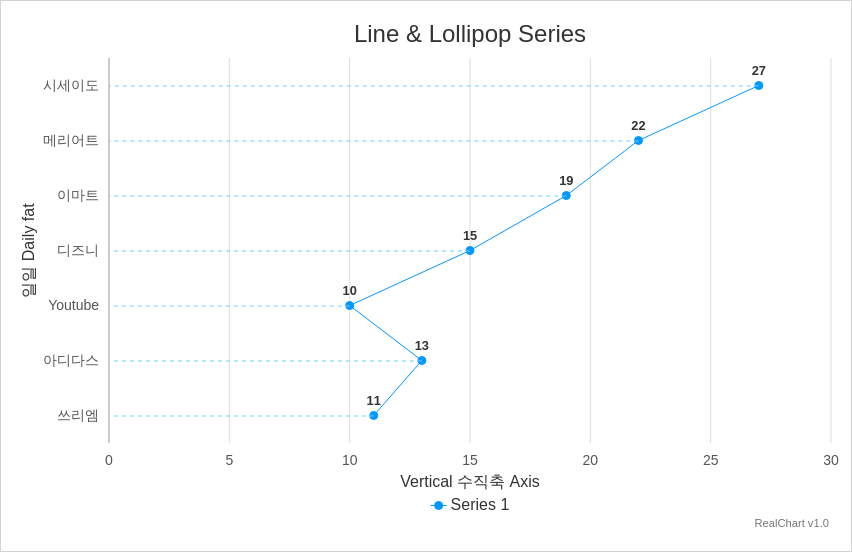 Line & Lollipop Series
일일 Daily fat
시세이도
27
메리어트
22
이마트
19
디즈니
15
Youtube
10
아디다스
13
쓰리엠
11
0 5 10 15 20 25 30
Vertical 수직축 Axis
Series 1
RealChart v1.0